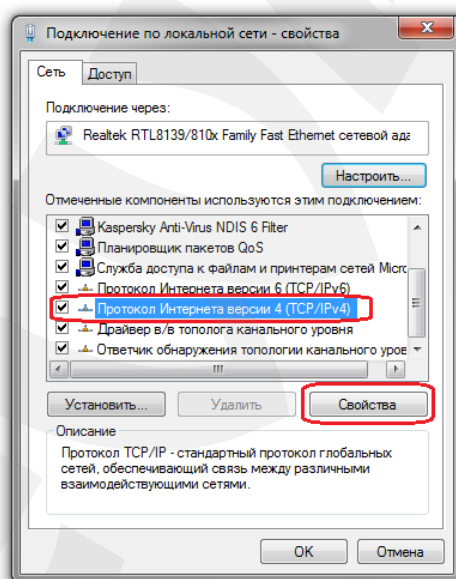 Подключение по локальной сети - свойства
Сеть Доступ
Подключение через:
Realtek RTL8139/810x Family Fast Ethernet сетевой ада
Настроить...
Отмеченные компоненты используются этим подключением:
Kaspersky Anti-Virus NDIS 6 Filter
Планировщик пакетов QoS
Служба доступа к файлам и принтерам сетей Micro
Протокол Интернета версии 6 (TCP/IPv6)
Протокол Интернета версии 4 (TCP/IPv4)
Драйвер в/в тополога канального уровня
Ответчик обнаружения топологии канального уров
Установить... Удалить Свойства
Описание
Протокол TCP/IP - стандартный протокол глобальных
сетей, обеспечивающий связь между различными
взаимодействующими сетями.
OK Отмена